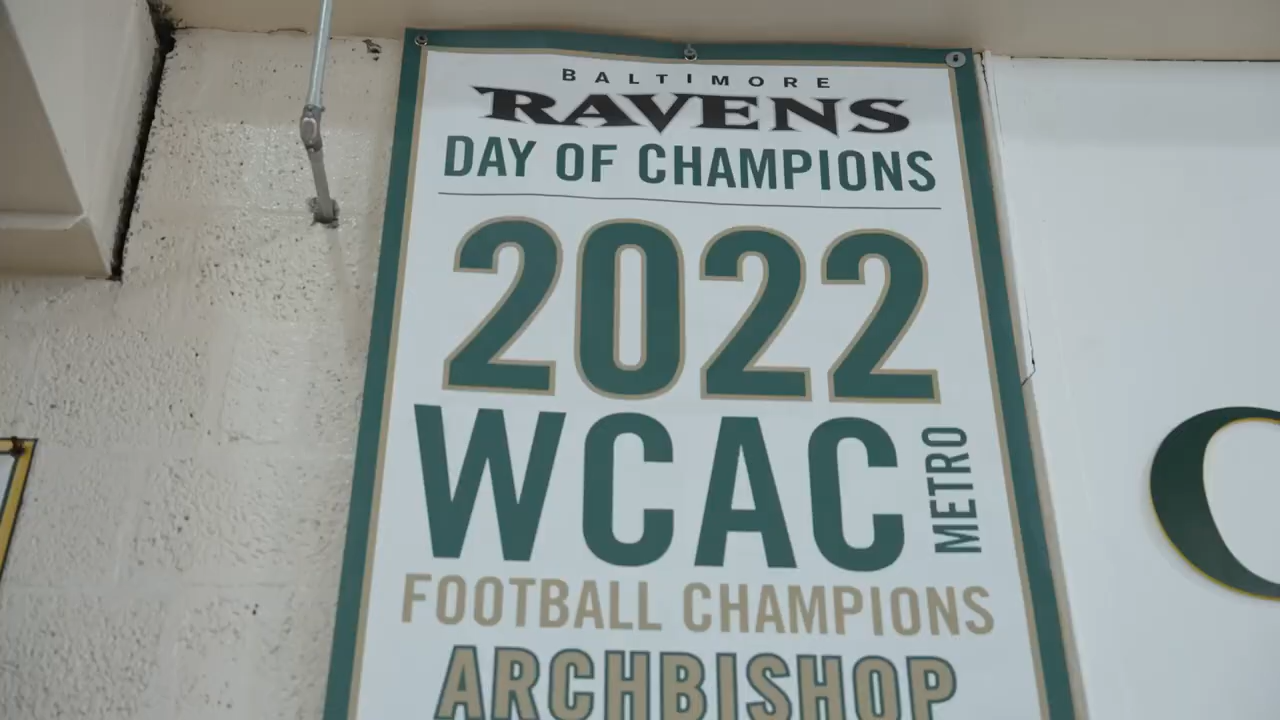 BALTIMORE
RAVENS
DAY OF CHAMPIONS
2022
WCAC
METRO
FOOTBALL CHAMPIONS
ARCHBISHOP